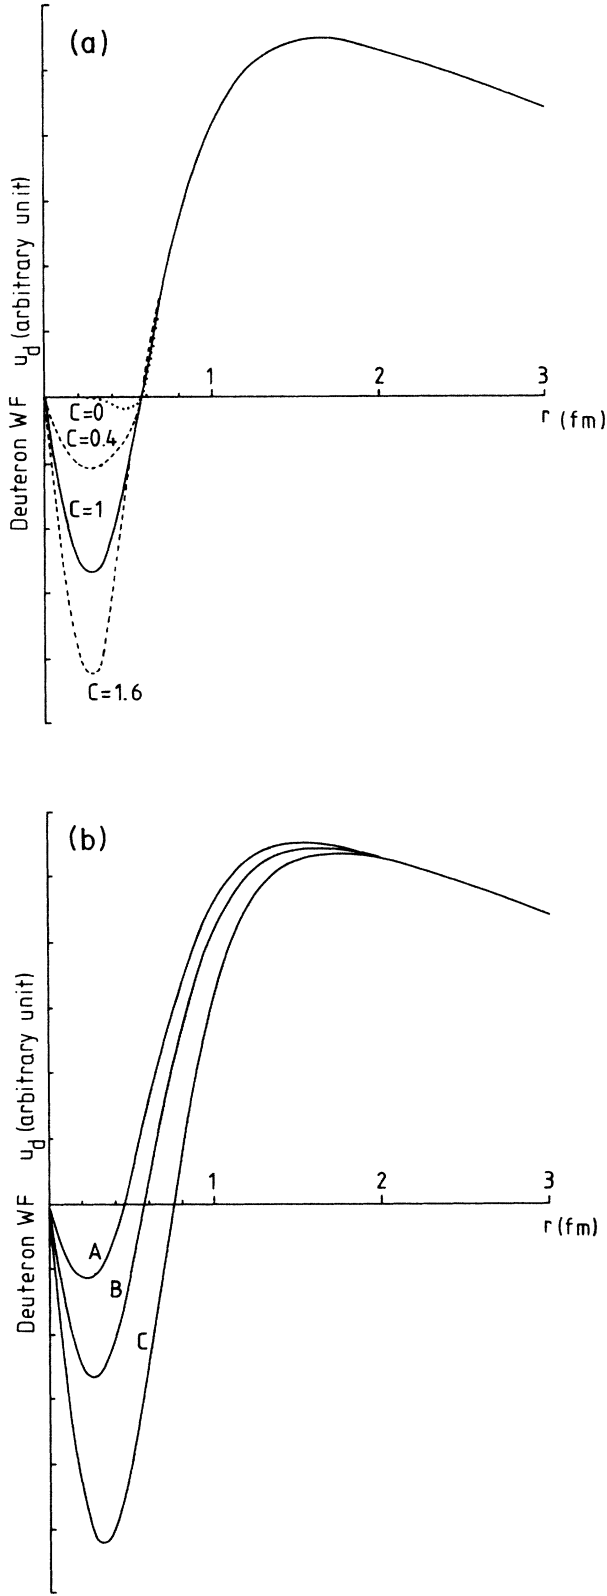 (a)
Deuteron WF u_d (arbitrary unit)
1 2 3
r (fm)
C=0
C=0.4
C=1
C=1.6
(b)
Deuteron WF u_d (arbitrary unit)
1 2 3
r (fm)
A
B
C